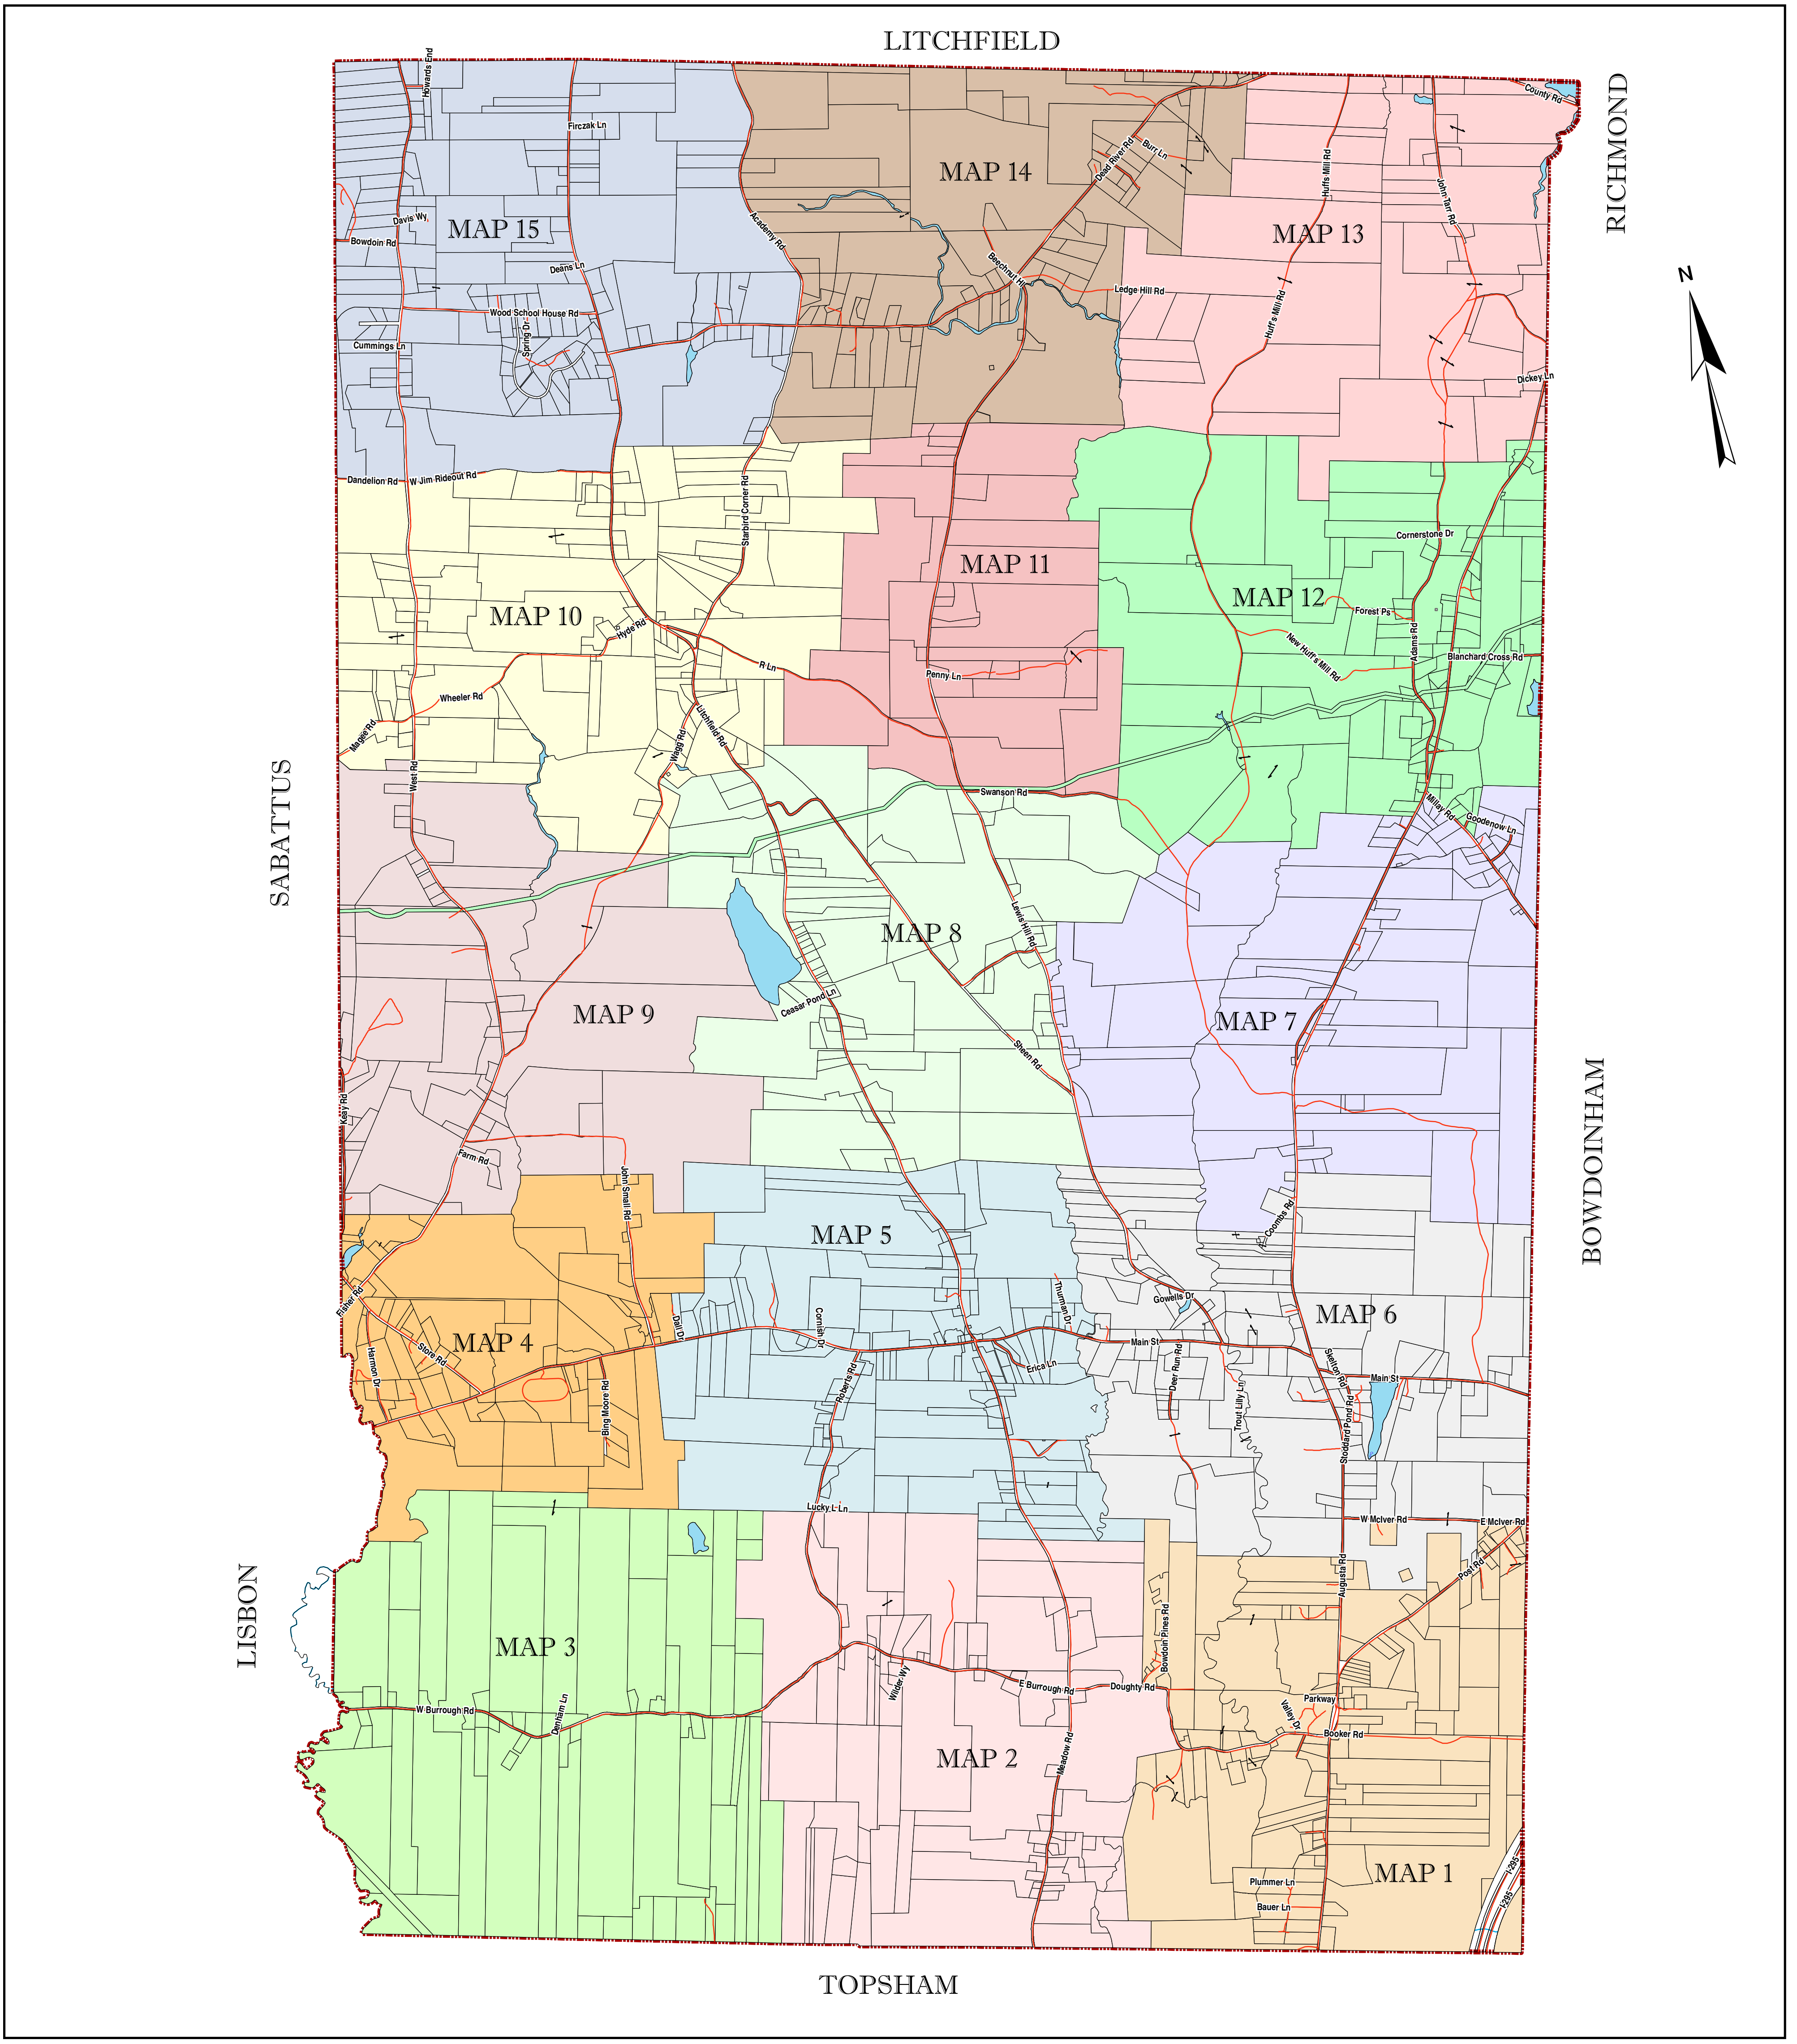 LITCHFIELD
RICHMOND
N
SABATTUS
BOWDOINHAM
LISBON
TOPSHAM
MAP 15
MAP 14
MAP 13
MAP 10
MAP 11
MAP 12
MAP 9
MAP 8
MAP 7
MAP 4
MAP 5
MAP 6
MAP 3
MAP 2
MAP 1
Howards End
Firczak Ln
County Rd
Davis Wy
Bowdoin Rd
Academy Rd
Dead River Rd
Burr Ln
Huffs Mill Rd
John Tarr Rd
Deans Ln
Beechnut Hl
Ledge Hill Rd
Huffs Mill Rd
Wood School House Rd
Spring Dr
Cummings Ln
Dickey Ln
Dandelion Rd
W Jim Rideout Rd
Starbird Corner Rd
Cornerstone Dr
Forest Ps
Hyde Rd
New Huff's Mill Rd
Adams Rd
Blanchard Cross Rd
R Ln
Penny Ln
Wheeler Rd
Magee Rd
Litchfield Rd
Wagg Rd
West Rd
Swanson Rd
Millay Rd
Goodenow Ln
Lewis Hill Rd
Ceasar Pond Ln
Sheen Rd
Keay Rd
Farm Rd
John Small Rd
Coombs Rd
Fisher Rd
Store Rd
Harmon Dr
Dail Dr
Cornish Dr
Thurman Dr
Gowells Dr
Main St
Erica Ln
Roberts Rd
Deer Run Rd
Skelton Rd
Main St
Bing Moore Rd
Trout Lilly Ln
Stoddard Pond Rd
Lucky L Ln
W McIver Rd
E McIver Rd
Augusta Rd
Post Rd
Bowdoin Pines Rd
Wilder Wy
E Burrough Rd
Doughty Rd
W Burrough Rd
Denham Ln
Parkway
Valley Dr
Booker Rd
Meadow Rd
Plummer Ln
Bauer Ln
I-295
I-295